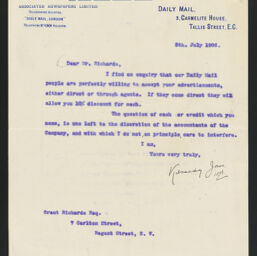 ASSOCIATED NEWSPAPERS LIMITED.
TELEGRAPHIC ADDRESS,
"DAILY MAIL, LONDON"
DAILY MAIL,
3, CARMELITE HOUSE,
TALLIS STREET, E.C.
5th. July 1906.
Dear Mr. Richards,
I find on enquiry that our Daily Mail
people are perfectly willing to accept your advertisements,
either direct or through agents. If they come direct they will
allow you 10% discount for cash.
The question of cash or credit which you
name, is one left to the discretion of the accountants of the
Company, and with which I do not, on principle, care to interfere.
I am,
Yours very truly,
Kennedy Jones
Grant Richards Esq.
7 Carlton Street,
Regent Street, S. W.